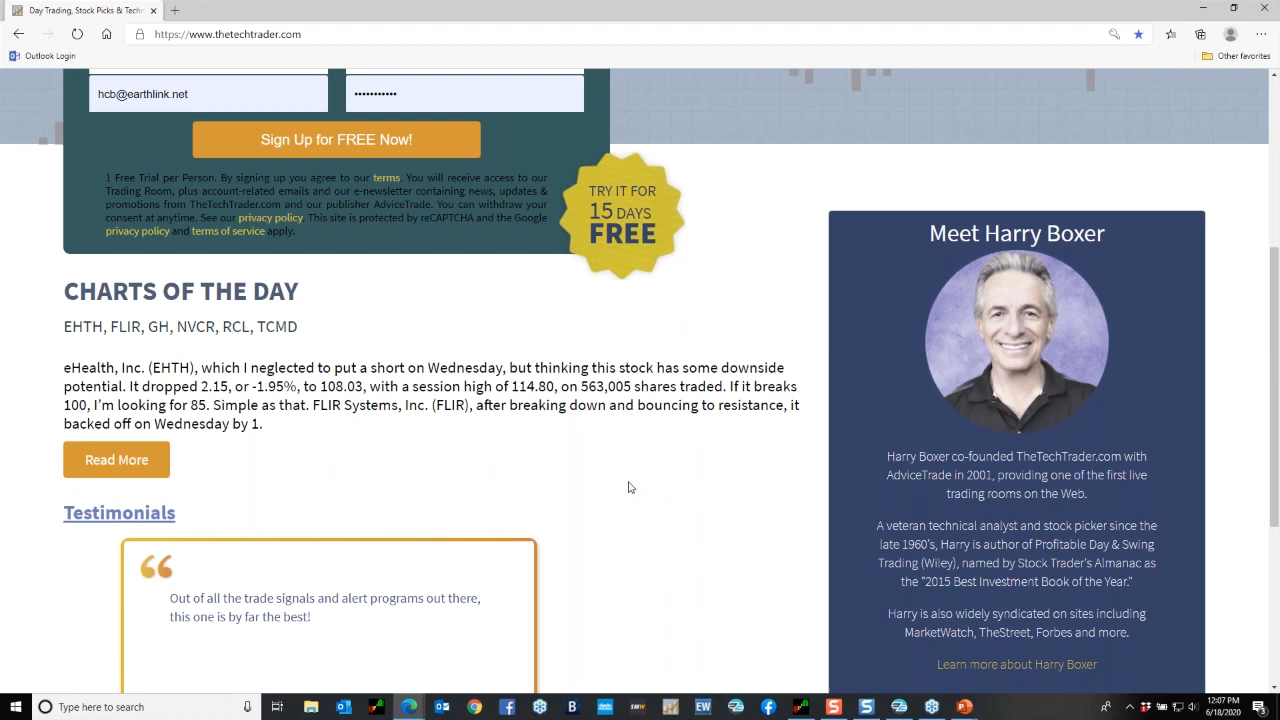 Day Trading, Stock Picks & Tech
https://www.thetechtrader.com
Outlook Login
Other favorites
hcb@earthlink.net
•••••••••••
Sign Up for FREE Now!
1 Free Trial per Person. By signing up you agree to our terms. You will receive access to our
Trading Room, plus account-related emails and our e-newsletter containing news, updates &
promotions from TheTechTrader.com and our publisher AdviceTrade. You can withdraw your
consent at anytime. See our privacy policy. This site is protected by reCAPTCHA and the Google
privacy policy and terms of service apply.
TRY IT FOR
15 DAYS
FREE
CHARTS OF THE DAY
EHTH, FLIR, GH, NVCR, RCL, TCMD
eHealth, Inc. (EHTH), which I neglected to put a short on Wednesday, but thinking this stock has some downside
potential. It dropped 2.15, or -1.95%, to 108.03, with a session high of 114.80, on 563,005 shares traded. If it breaks
100, I'm looking for 85. Simple as that. FLIR Systems, Inc. (FLIR), after breaking down and bouncing to resistance, it
backed off on Wednesday by 1.
Read More
Testimonials
Out of all the trade signals and alert programs out there,
this one is by far the best!
Meet Harry Boxer
Harry Boxer co-founded TheTechTrader.com with
AdviceTrade in 2001, providing one of the first live
trading rooms on the Web.
A veteran technical analyst and stock picker since the
late 1960's, Harry is author of Profitable Day & Swing
Trading (Wiley), named by Stock Trader's Almanac as
the "2015 Best Investment Book of the Year."
Harry is also widely syndicated on sites including
MarketWatch, TheStreet, Forbes and more.
Learn more about Harry Boxer
Type here to search
SMW
EW
12:07 PM
6/18/2020